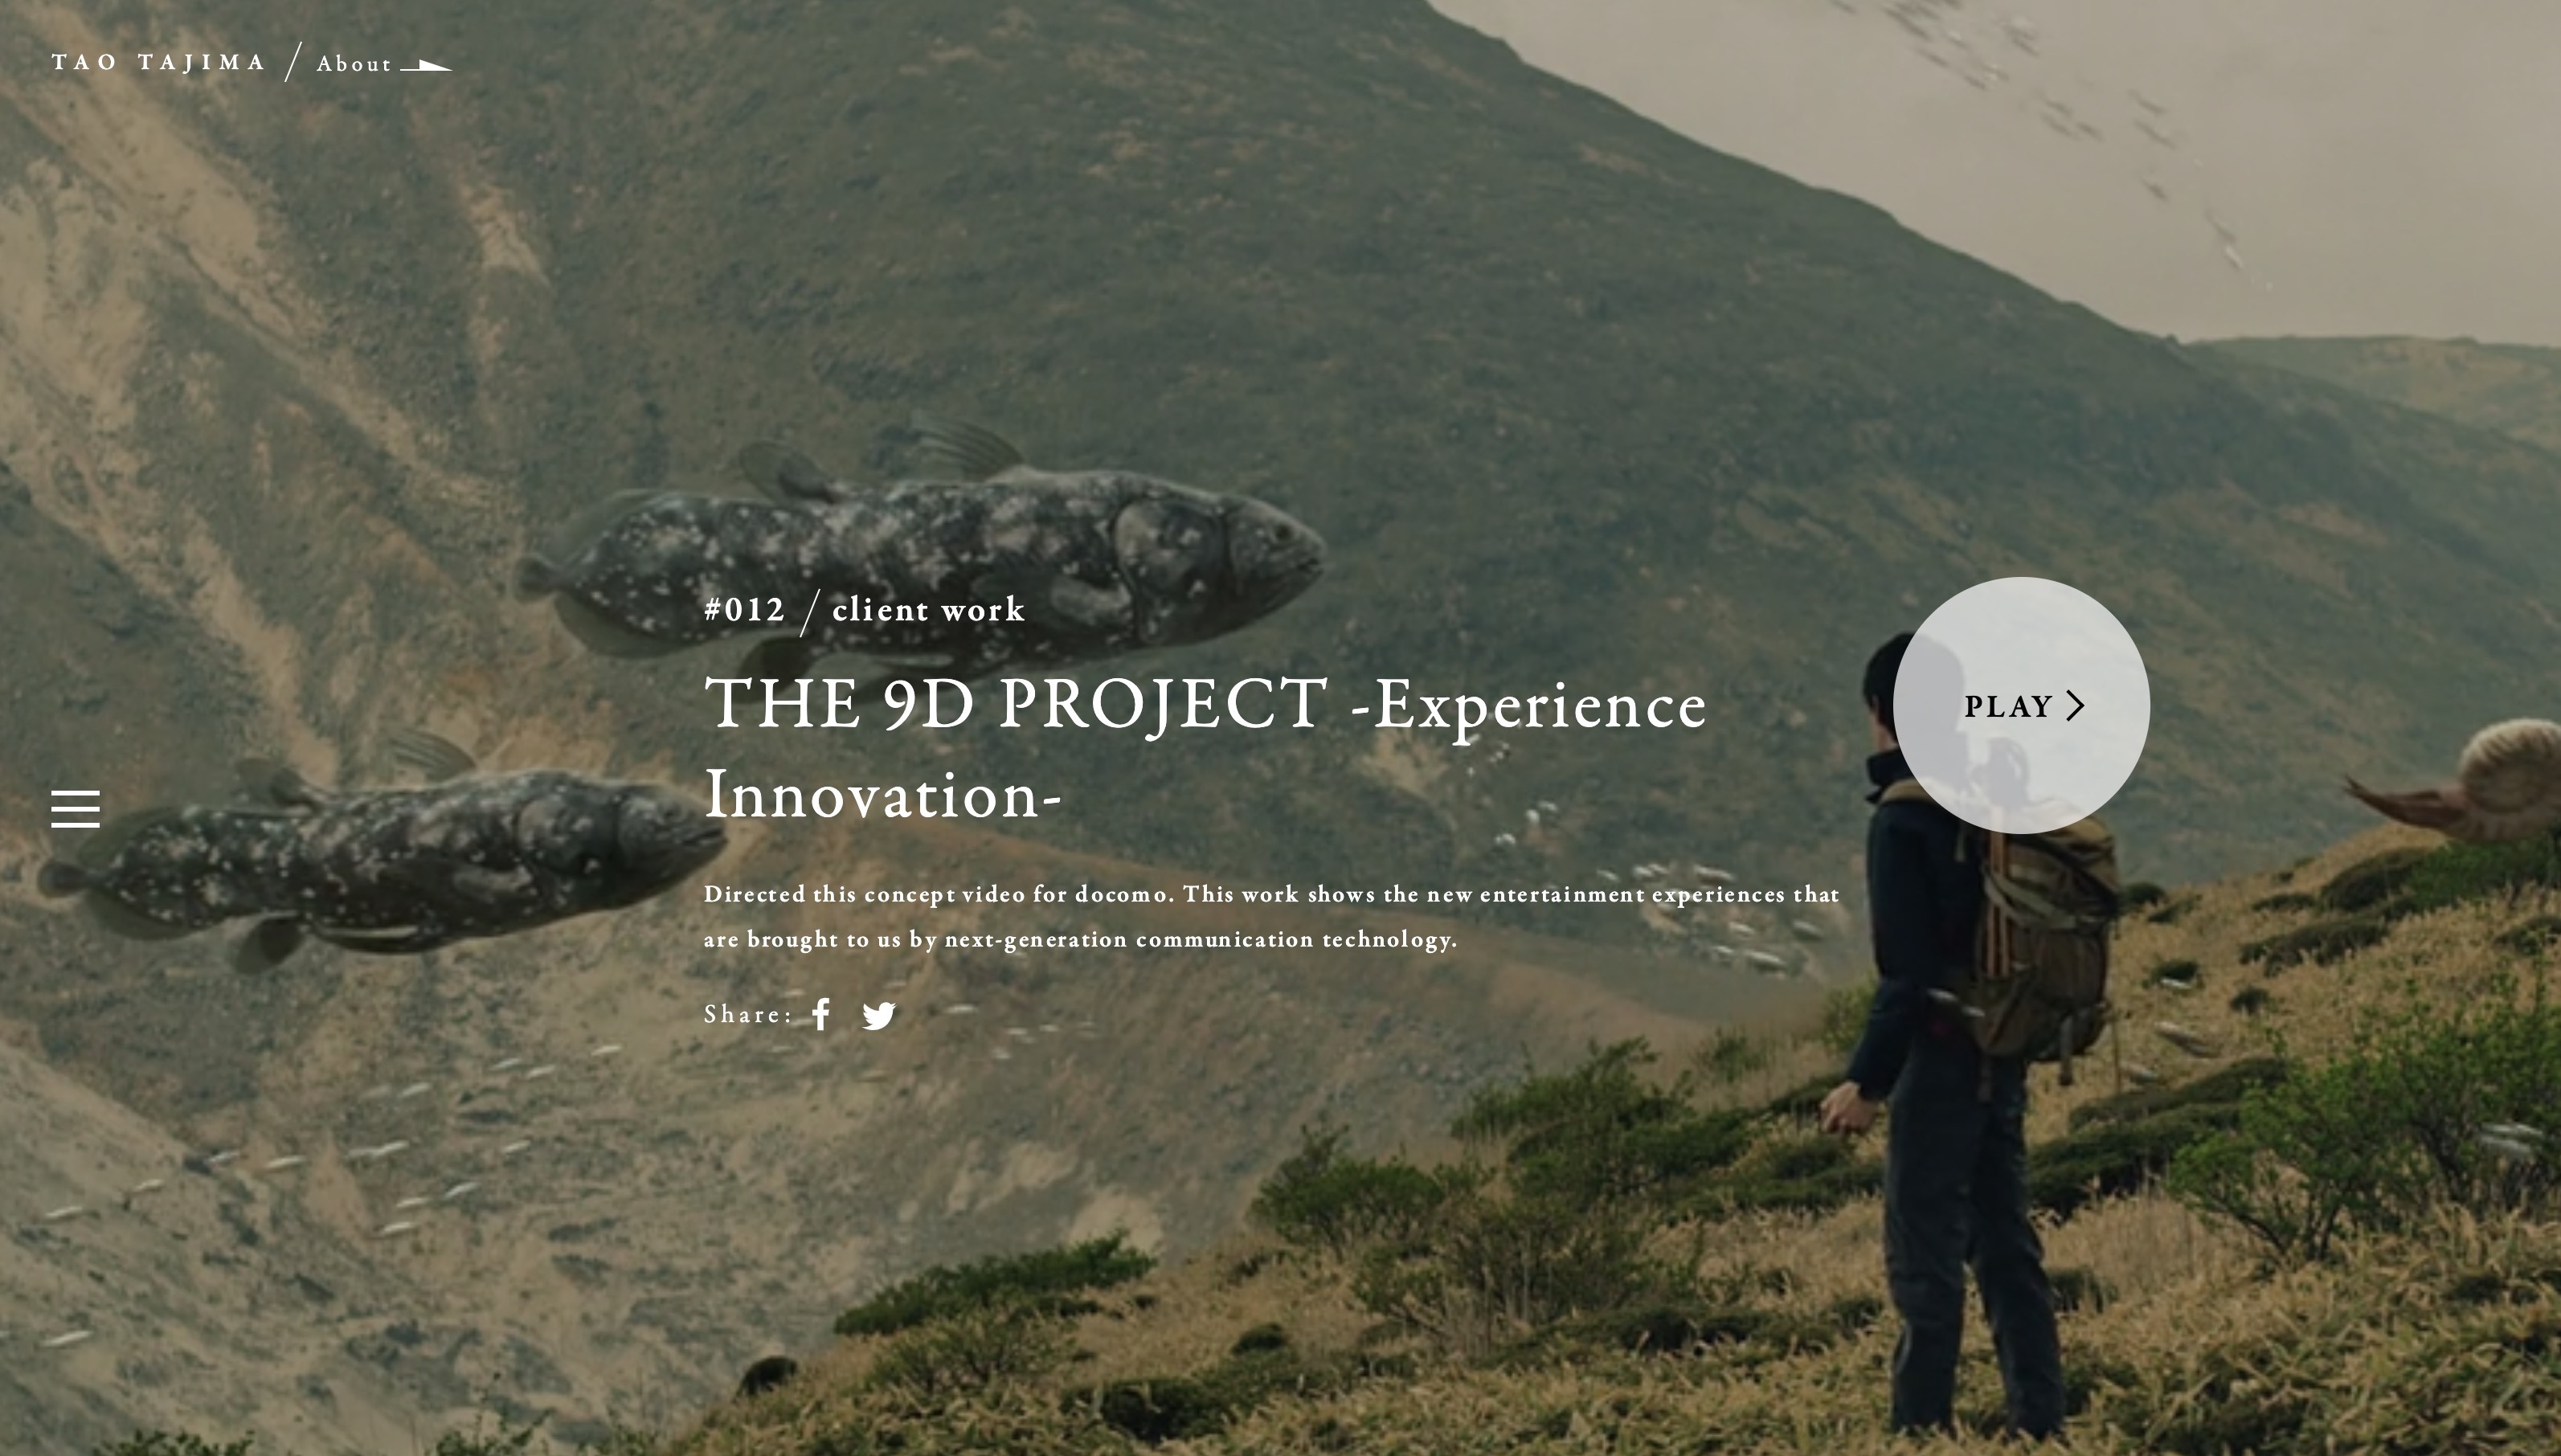 TAO TAJIMA / About
#012 / client work
THE 9D PROJECT -Experience
Innovation-
PLAY
Directed this concept video for docomo. This work shows the new entertainment experiences that
are brought to us by next-generation communication technology.
Share: